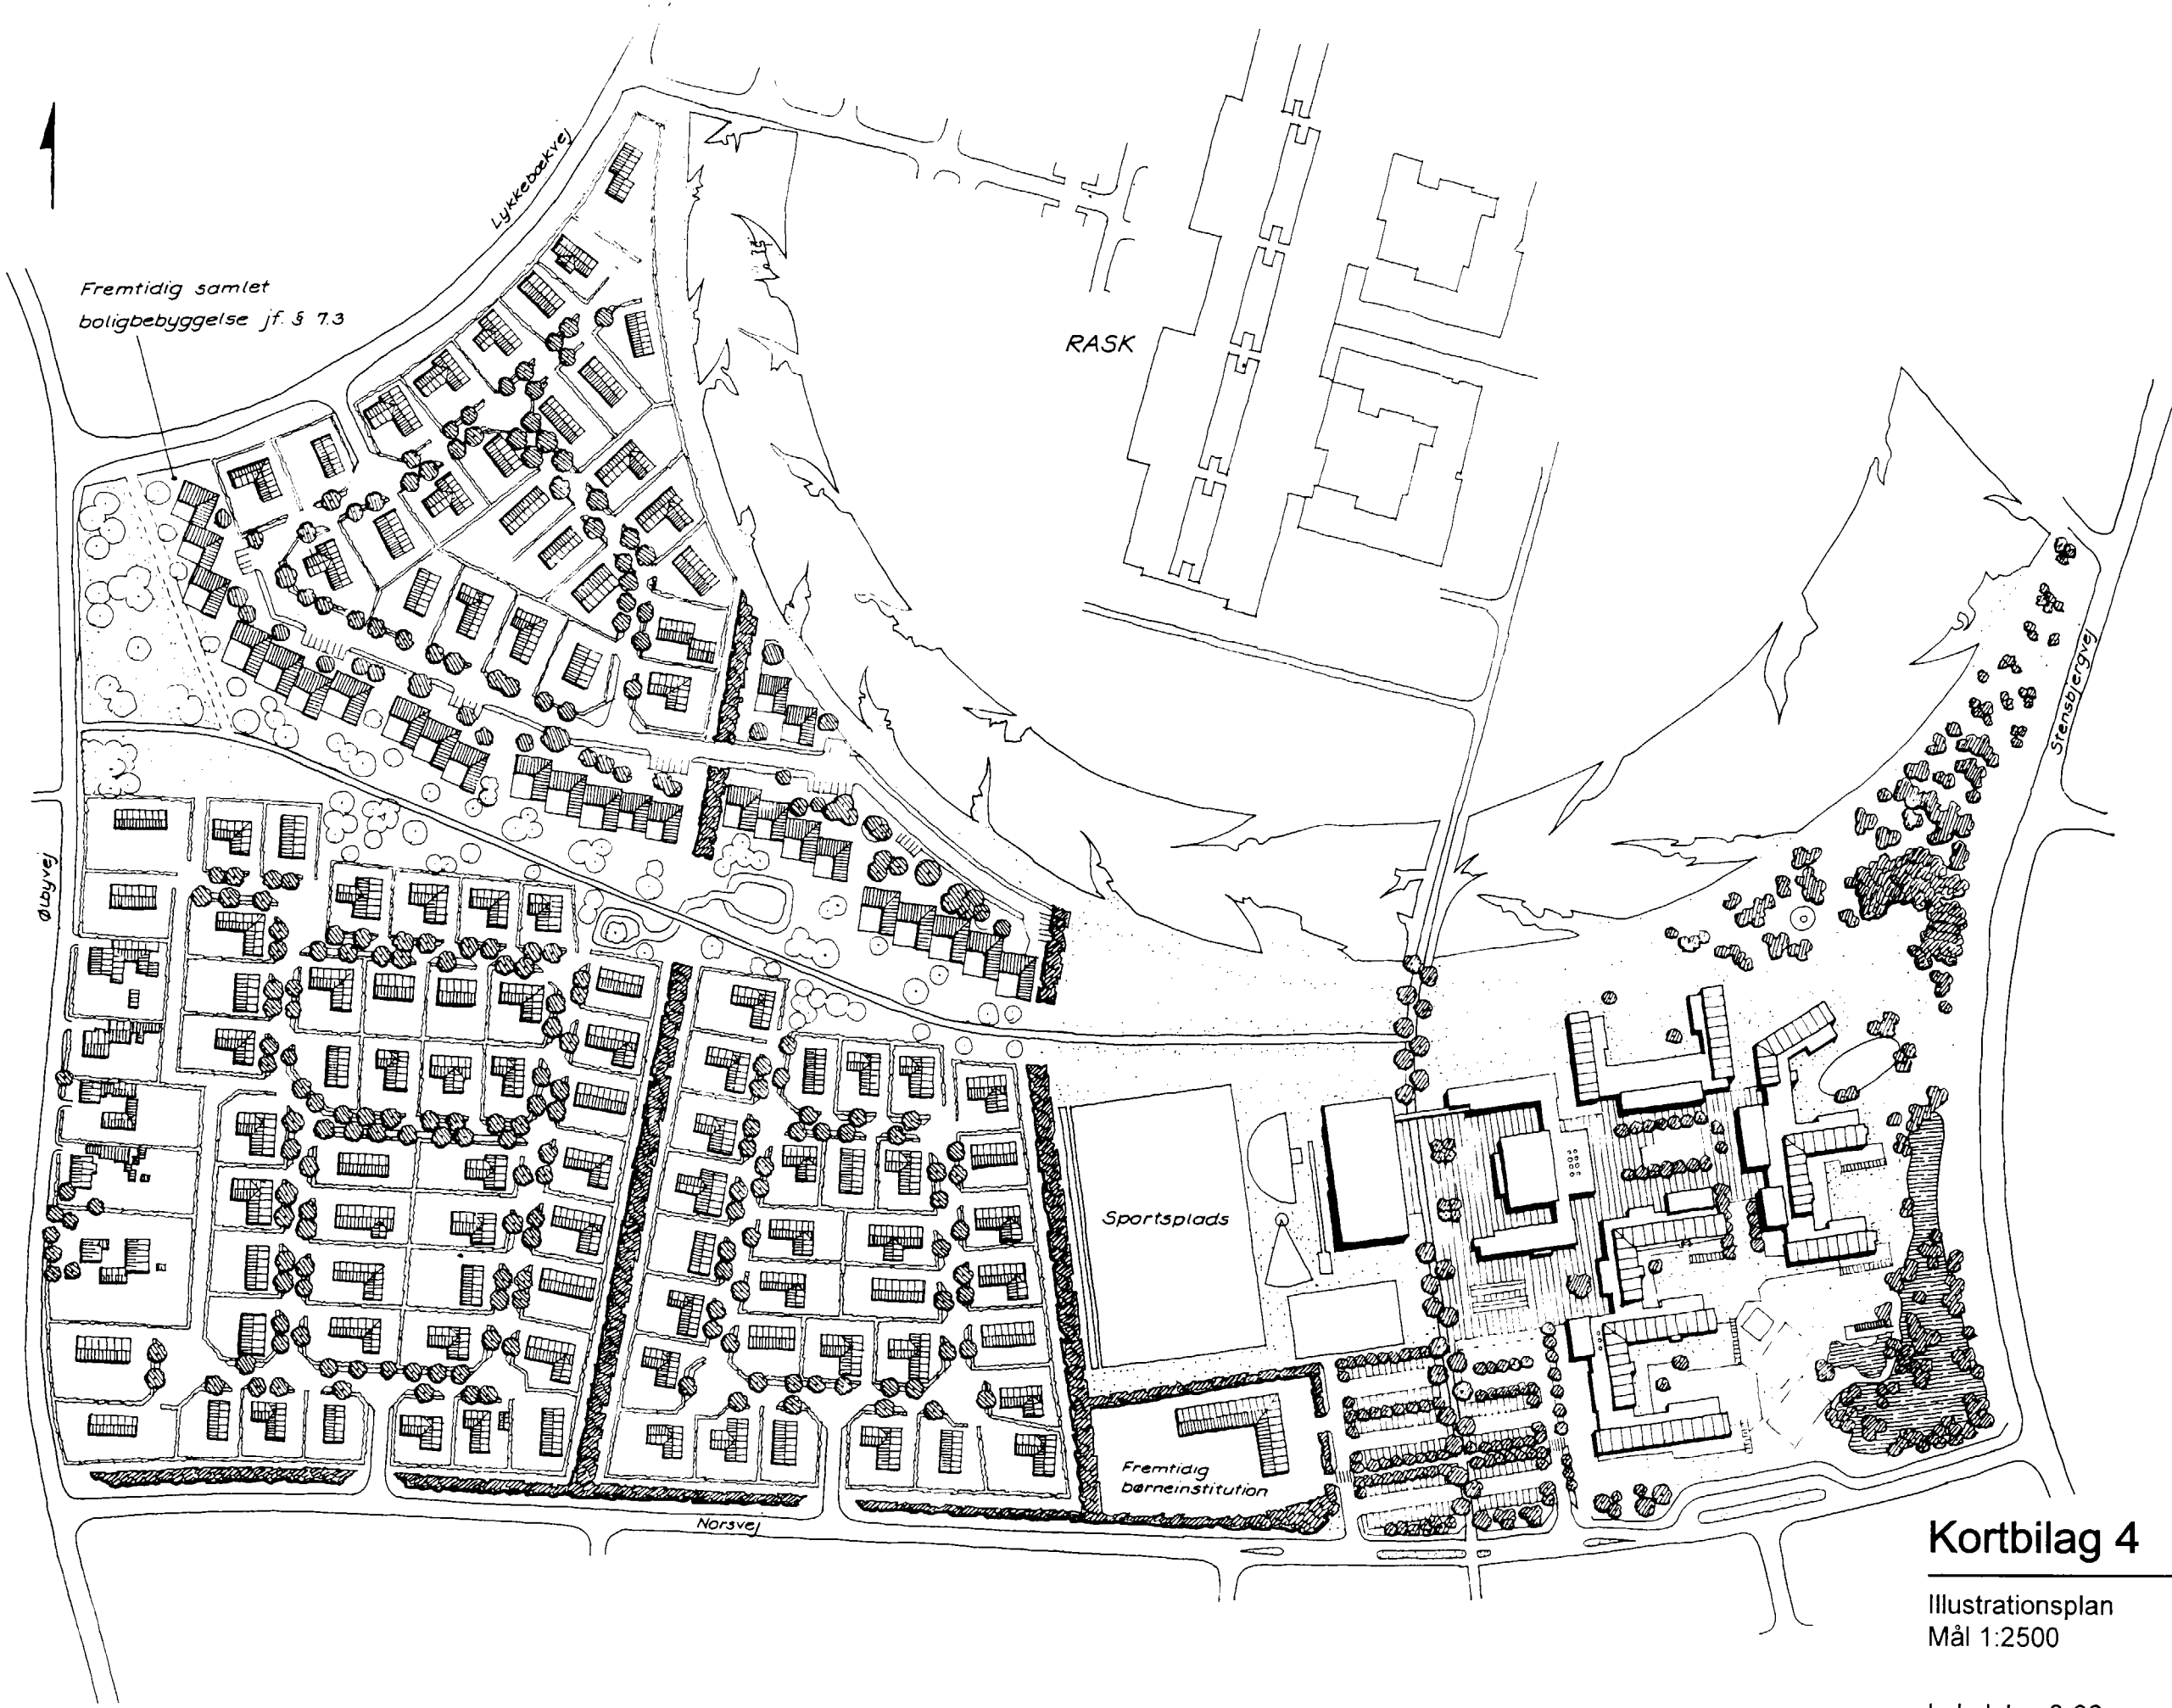 Lykkebækvej
Fremtidig samlet
boligbebyggelse jf. § 7.3
RASK
Stensbjergvej
Ølbyvej
Sportsplads
Fremtidig
børneinstitution
Norsvej
Kortbilag 4
Illustrationsplan
Mål 1:2500